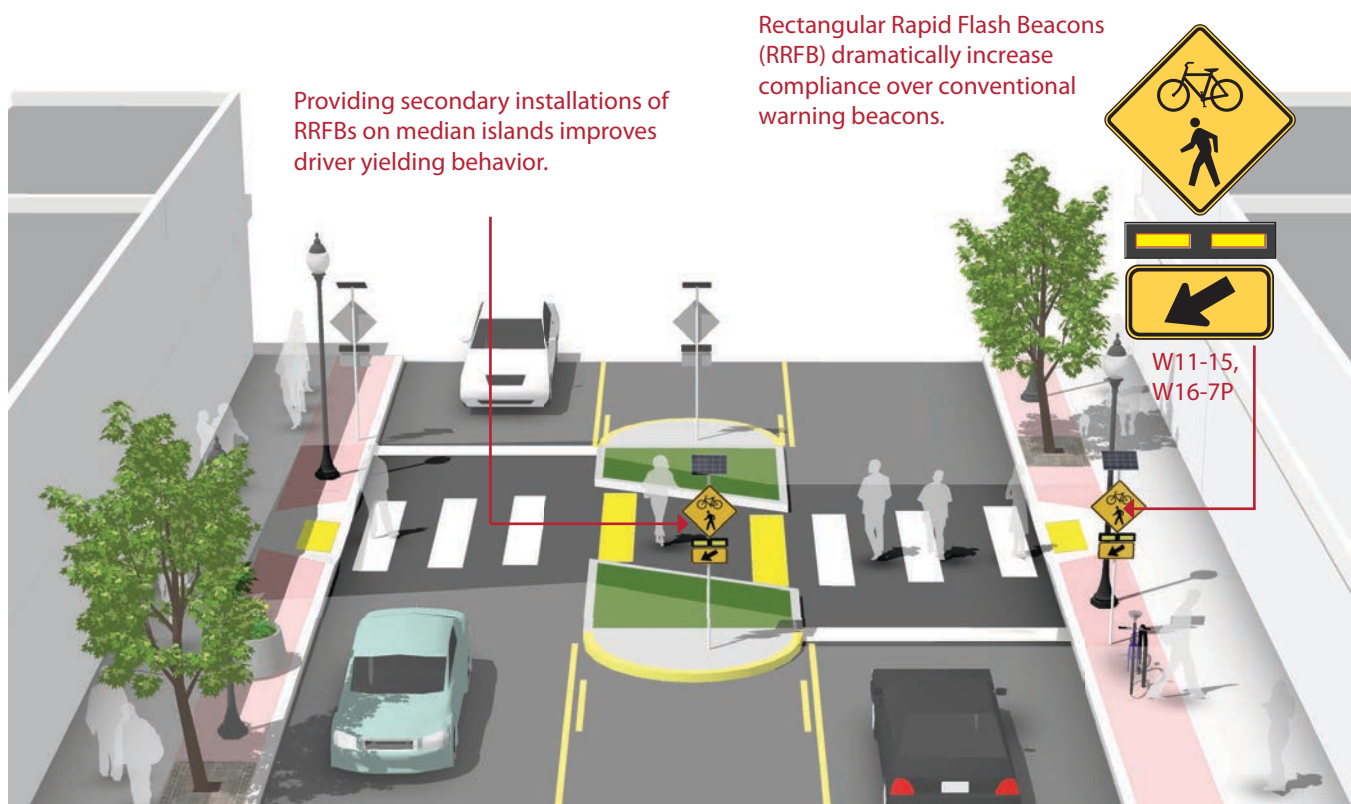 Rectangular Rapid Flash Beacons
(RRFB) dramatically increase
compliance over conventional
warning beacons.
Providing secondary installations of
RRFBs on median islands improves
driver yielding behavior.
W11-15,
W16-7P